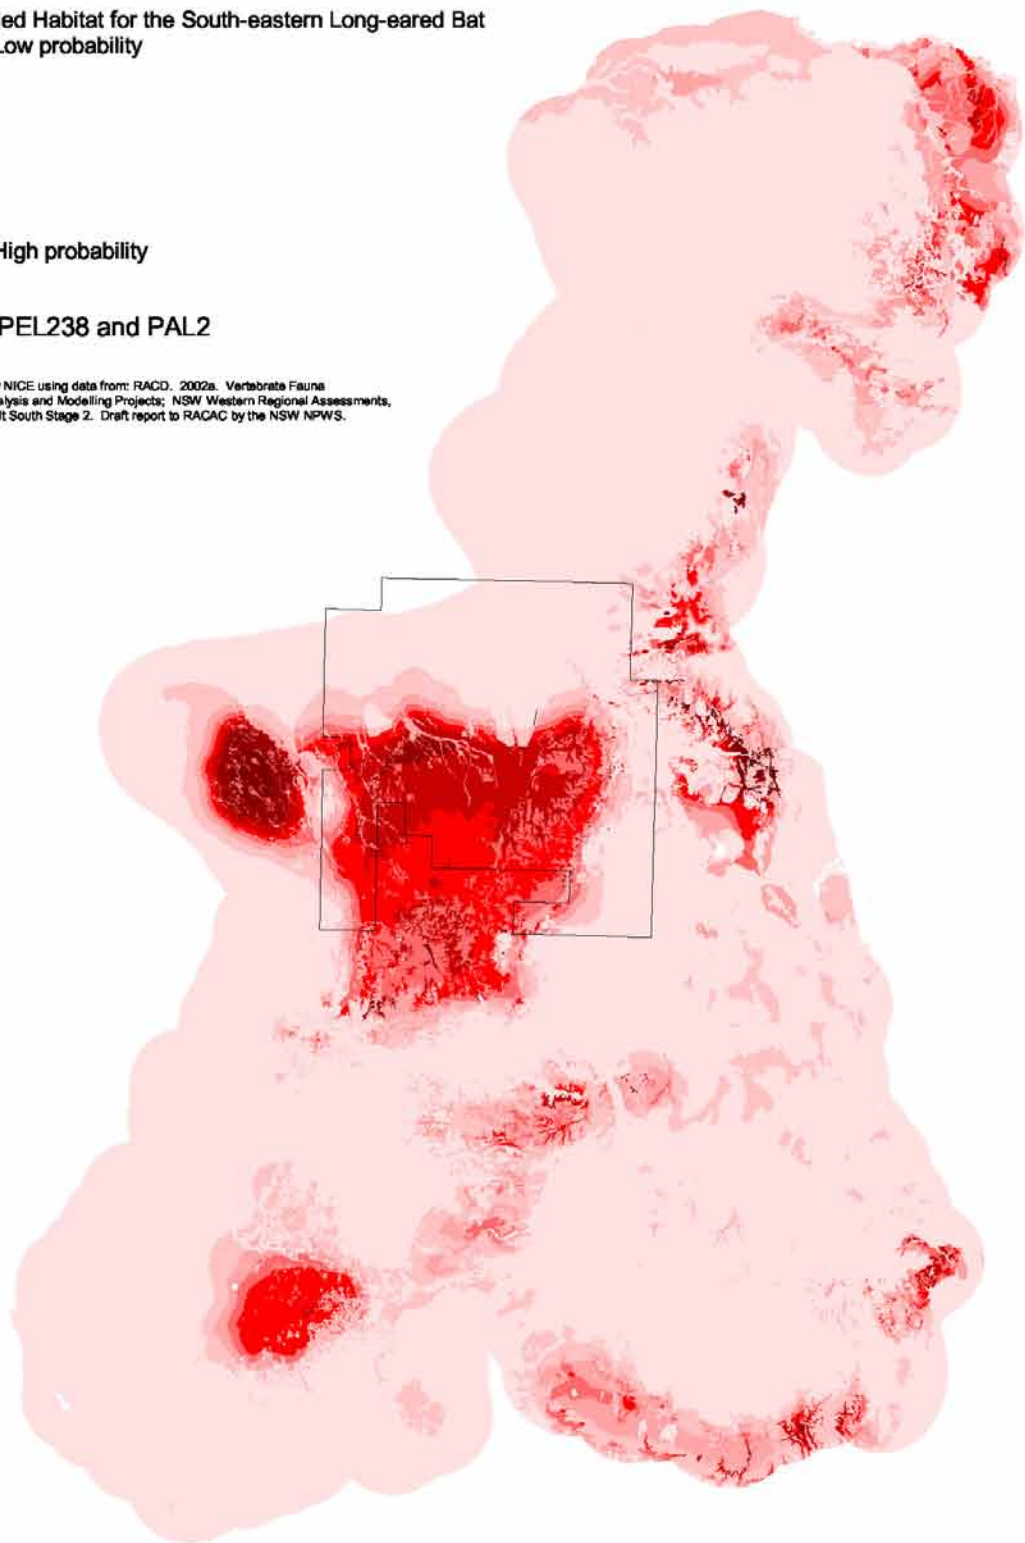 ed Habitat for the South-eastern Long-eared Bat
Low probability
High probability
PEL238 and PAL2
NICE using data from: RACD. 2002a. Vertebrate Fauna
alysis and Modelling Projects; NSW Western Regional Assessments,
lt South Stage 2. Draft report to RACAC by the NSW NPWS.